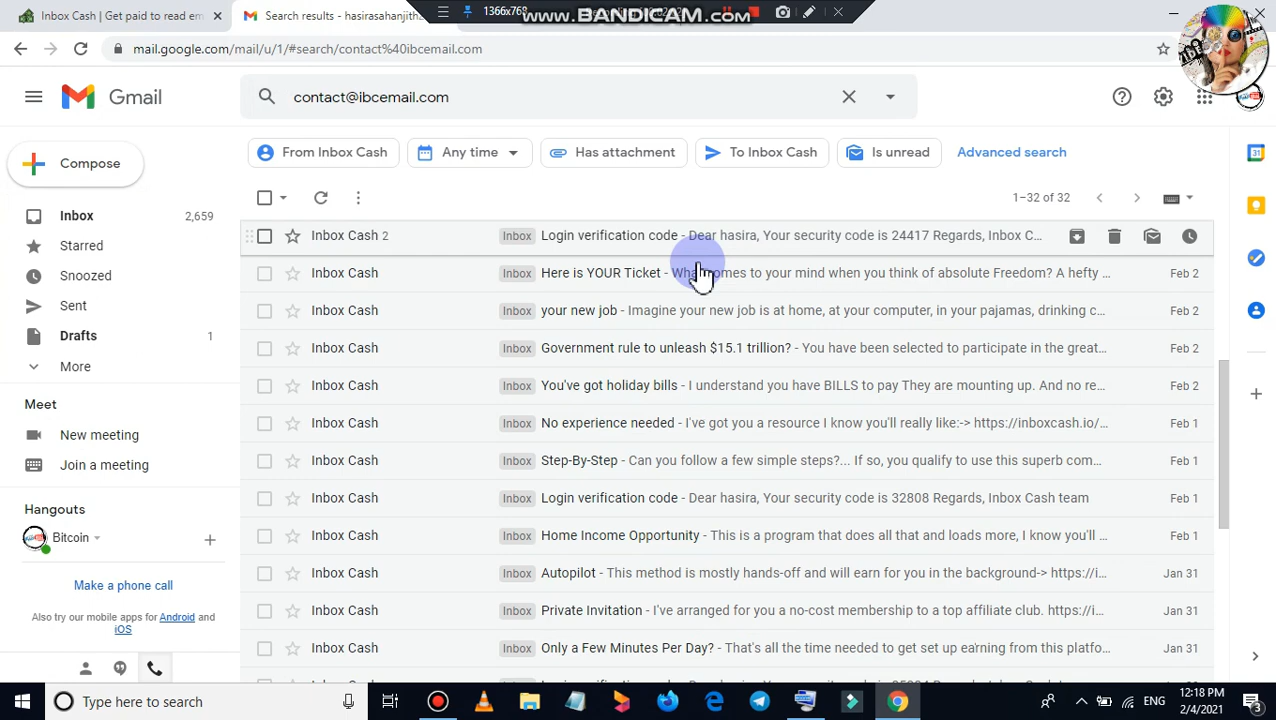 Inbox Cash | Get paid to read em
Search results - hasirasahanjith
1366x768
www.BANDICAM.com
mail.google.com/mail/u/1/#search/contact%40ibcemail.com
Gmail
contact@ibcemail.com
From Inbox Cash
Any time
Has attachment
To Inbox Cash
Is unread
Advanced search
Compose
1–32 of 32
Inbox 2,659
Starred
Snoozed
Sent
Drafts 1
More
Meet
New meeting
Join a meeting
Hangouts
Bitcoin
Make a phone call
Also try our mobile apps for Android and
iOS
Inbox Cash 2 Inbox Login verification code - Dear hasira, Your security code is 24417 Regards, Inbox C...
Inbox Cash Inbox Here is YOUR Ticket - comes to your mind when you think of absolute Freedom? A hefty ... Feb 2
Inbox Cash Inbox your new job - Imagine your new job is at home, at your computer, in your pajamas, drinking c... Feb 2
Inbox Cash Inbox Government rule to unleash $15.1 trillion? - You have been selected to participate in the great... Feb 2
Inbox Cash Inbox You've got holiday bills - I understand you have BILLS to pay They are mounting up. And no re... Feb 2
Inbox Cash Inbox No experience needed - I've got you a resource I know you'll really like:-> https://inboxcash.io/... Feb 1
Inbox Cash Inbox Step-By-Step - Can you follow a few simple steps?... If so, you qualify to use this superb com... Feb 1
Inbox Cash Inbox Login verification code - Dear hasira, Your security code is 32808 Regards, Inbox Cash team Feb 1
Inbox Cash Inbox Home Income Opportunity - This is a program that does all that and loads more, I know you'll ... Feb 1
Inbox Cash Inbox Autopilot - This method is mostly hands-off and will earn for you in the background-> https://i... Jan 31
Inbox Cash Inbox Private Invitation - I've arranged for you a no-cost membership to a top affiliate club. https://i... Jan 31
Inbox Cash Inbox Only a Few Minutes Per Day? - That's all the time needed to get set up earning from this platfo... Jan 31
Type here to search
ENG
12:18 PM
2/4/2021
3